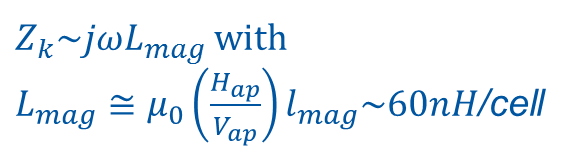 Z_k~jωL_mag with
L_mag ≅ μ_0 (H_ap/V_ap) l_mag~60nH/cell